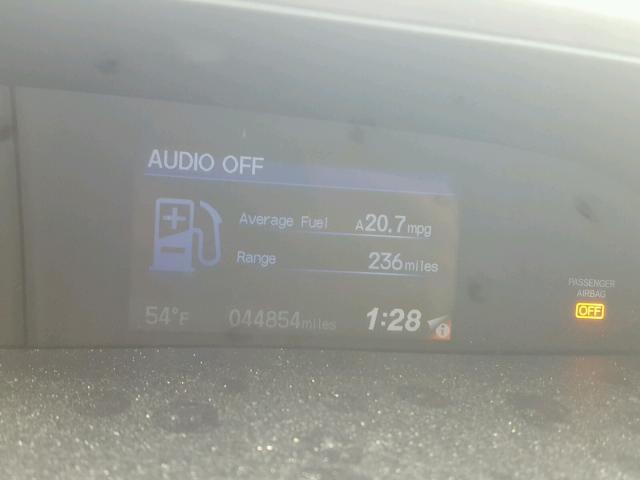 AUDIO OFF
Average Fuel A20.7mpg
Range 236miles
54°F 044854miles 1:28 i
PASSENGER
AIRBAG
OFF